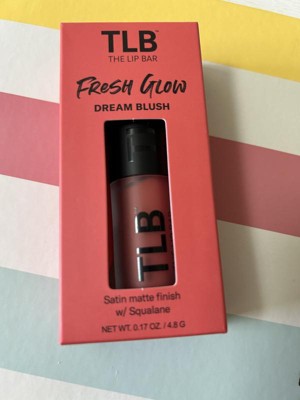 TLB™
THE LIP BAR
FRESH GLOW
DREAM BLUSH
TLB
Satin matte finish
w/ Squalane
NET WT. 0.17 OZ. / 4.8 G